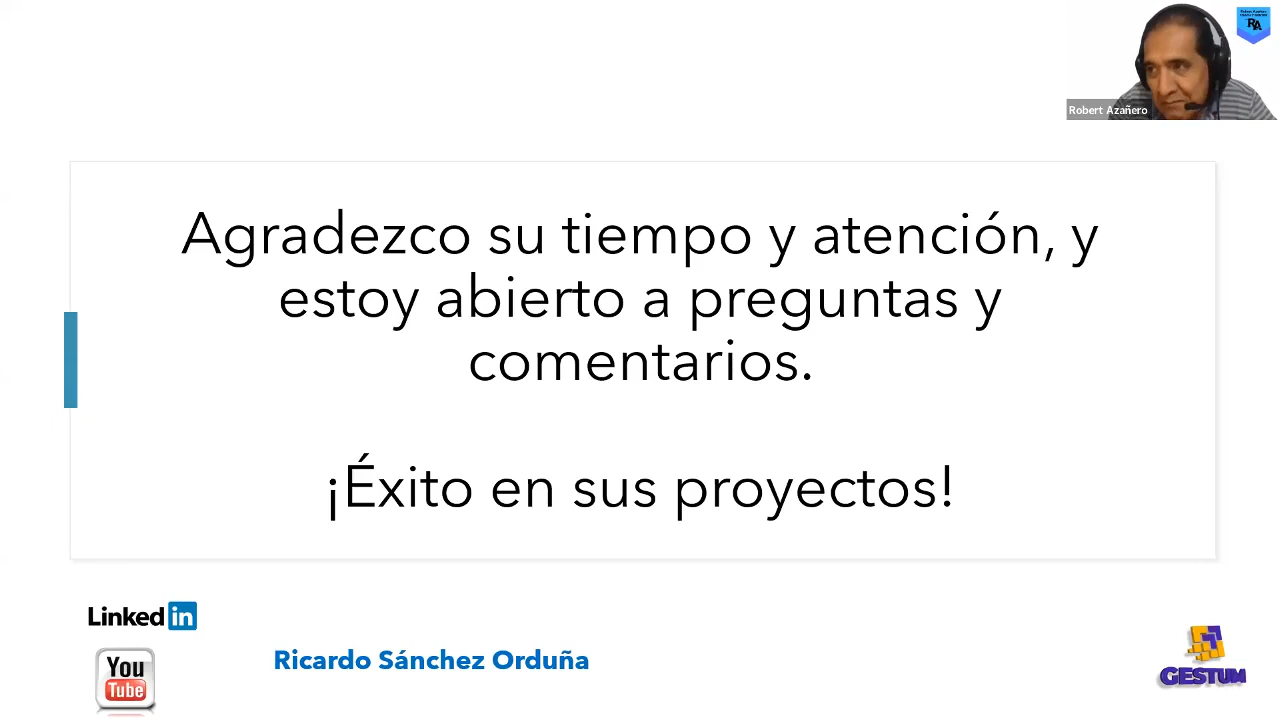 RA
Robert Azañero
Agradezco su tiempo y atención, y
estoy abierto a preguntas y
comentarios.
¡Éxito en sus proyectos!
Linked in
You
Tube
Ricardo Sánchez Orduña
GESTUM